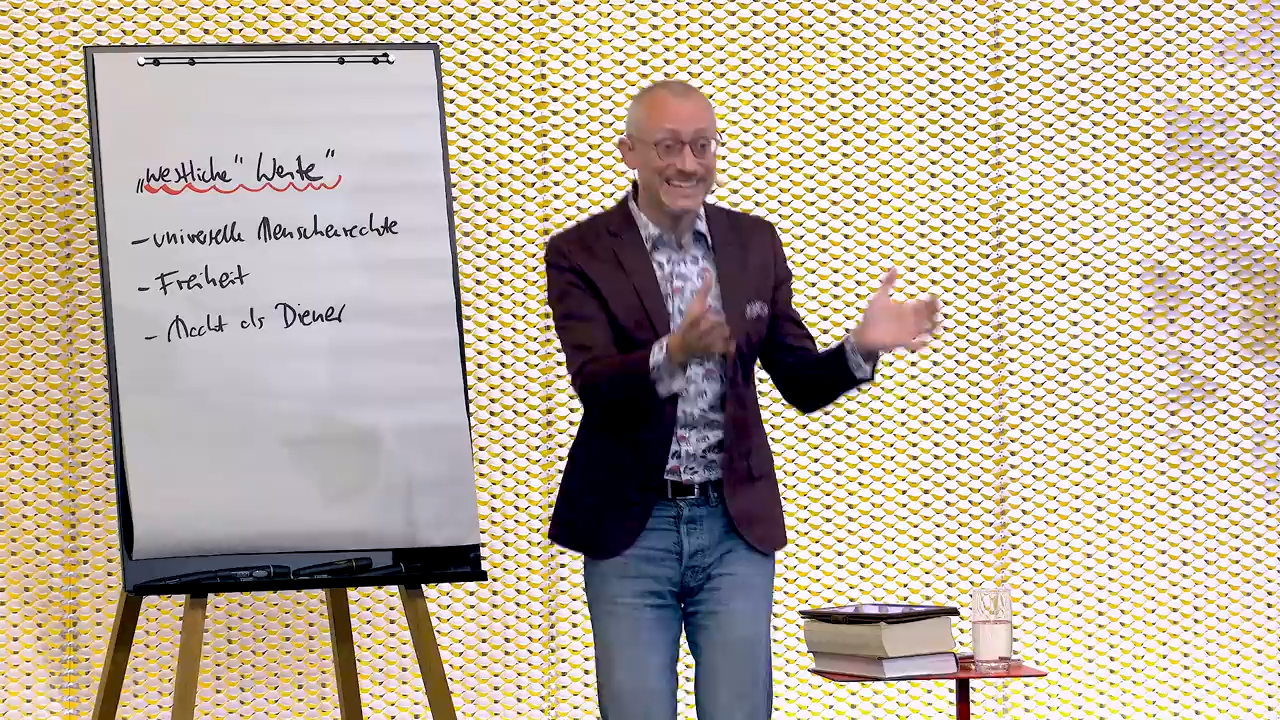 „westliche" Werte"
- universelle Menschenrechte
- Freiheit
- Macht als Diener